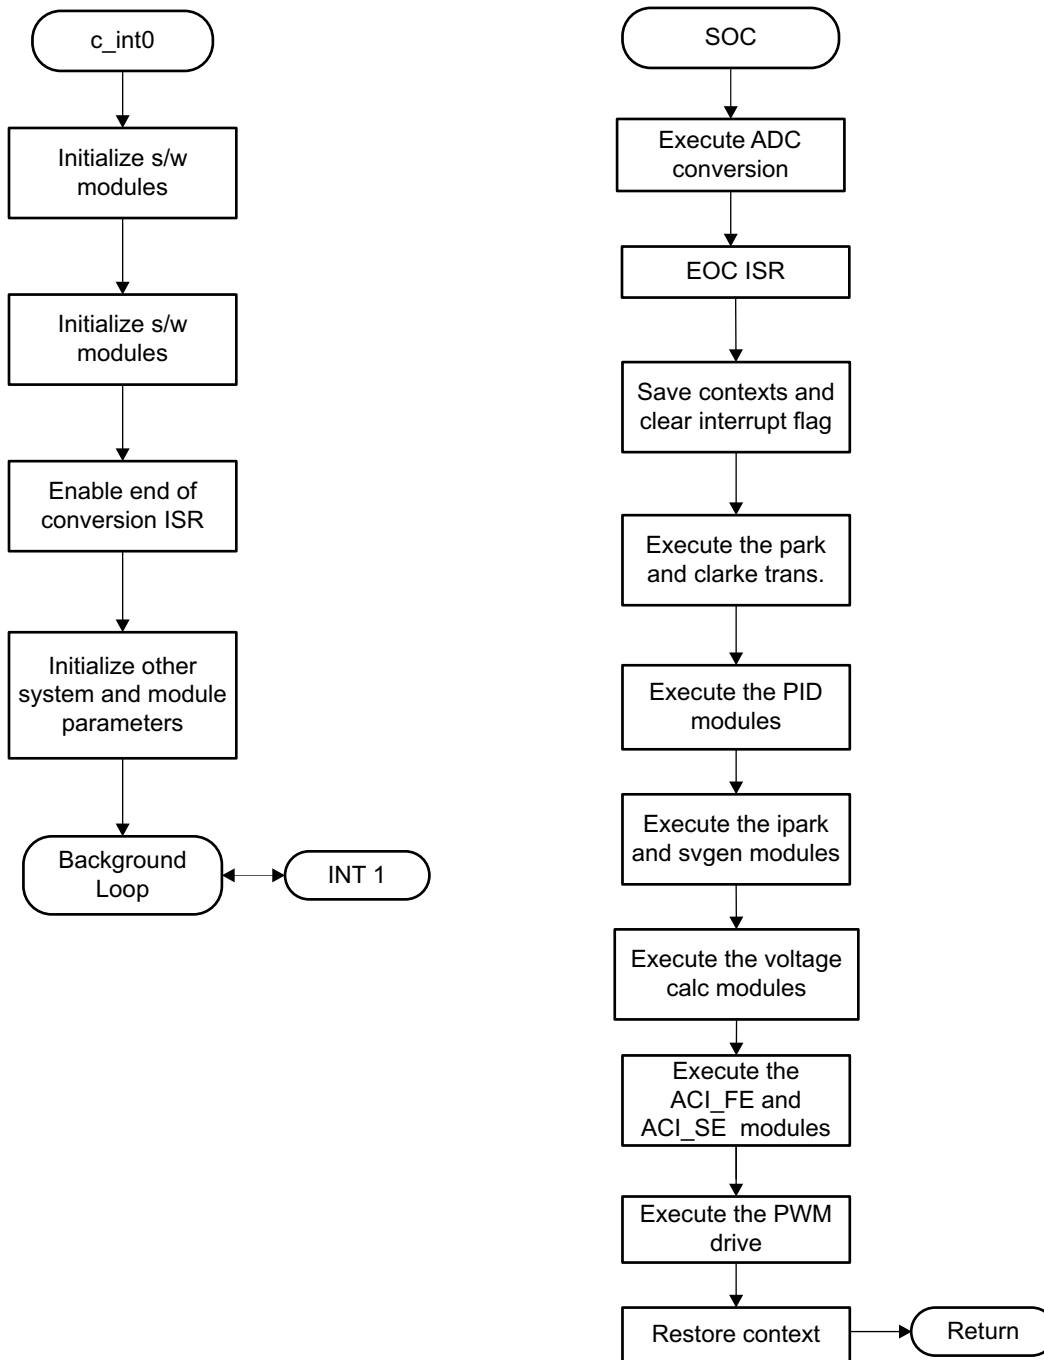 c_int0
Initialize s/w
modules
Initialize s/w
modules
Enable end of
conversion ISR
Initialize other
system and module
parameters
Background
Loop
INT 1
SOC
Execute ADC
conversion
EOC ISR
Save contexts and
clear interrupt flag
Execute the park
and clarke trans.
Execute the PID
modules
Execute the ipark
and svgen modules
Execute the voltage
calc modules
Execute the
ACI_FE and
ACI_SE modules
Execute the PWM
drive
Restore context
Return